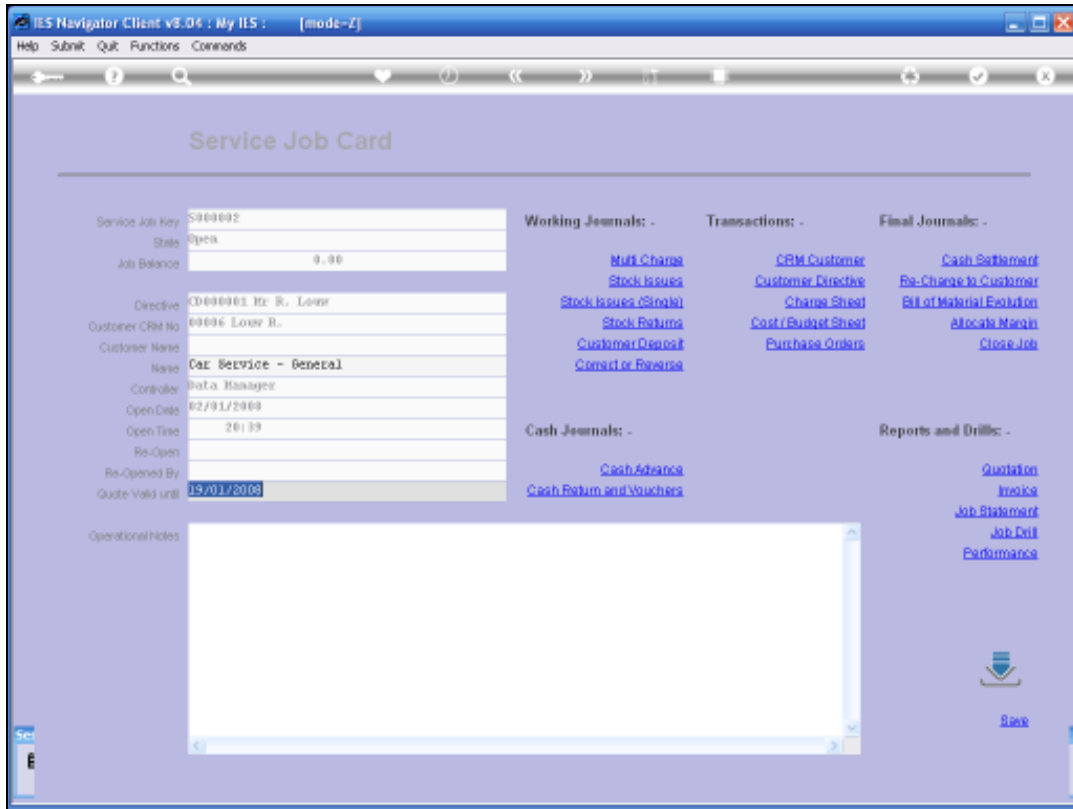 IES Navigator Client v8.04 : My IES : [mode=Z]
Help Submit Quit Functions Commands
Service Job Card
Service Job Key S000002
State Open
Job Balance 0.00
Directive CD000001 Mr R. Louw
Customer CRM No 00006 Louw R.
Customer Name
Name Car Service - General
Controller Data Manager
Open Date 02/01/2008
Open Time 20:39
Re-Open
Re-Opened By
Quote Valid until 19/01/2008
Operational Notes
Working Journals: -
Multi Charge
Stock Issues
Stock Issues (Single)
Stock Returns
Customer Deposit
Correct or Reverse
Transactions: -
CRM Customer
Customer Directive
Charge Sheet
Cost / Budget Sheet
Purchase Orders
Final Journals: -
Cash Settlement
Re-Charge to Customer
Bill of Material Evolution
Allocate Margin
Close Job
Cash Journals: -
Cash Advance
Cash Return and Vouchers
Reports and Drills: -
Quotation
Invoice
Job Statement
Job Drill
Performance
Save